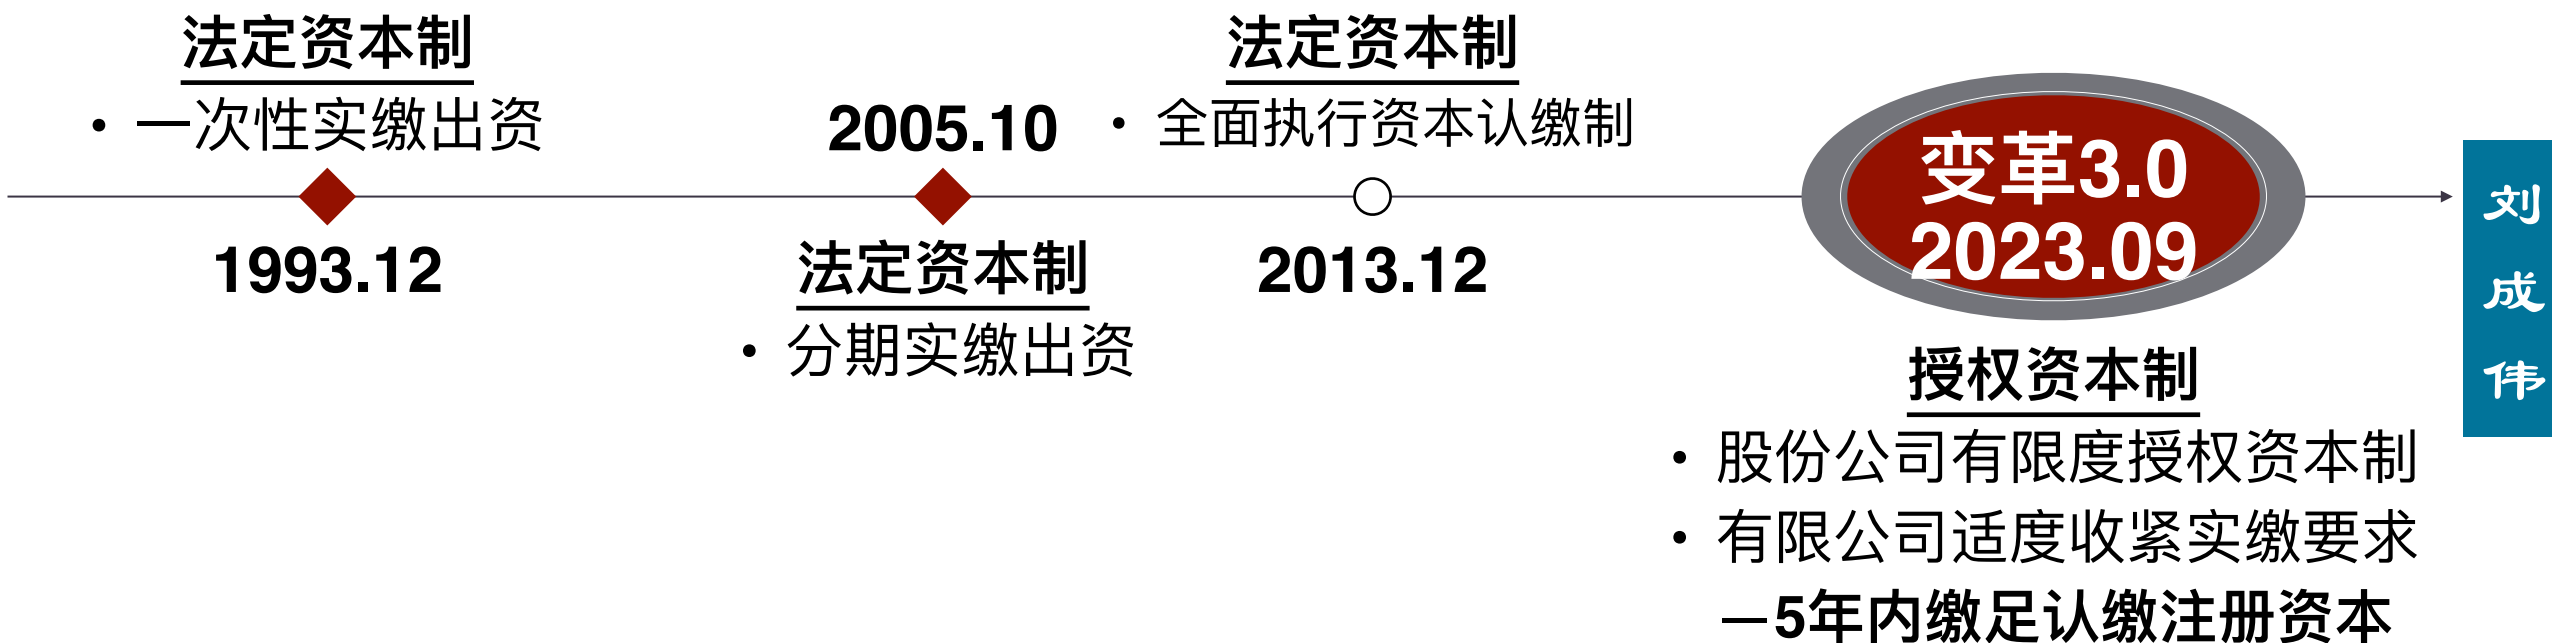 法定资本制
• 一次性实缴出资
1993.12
2005.10
法定资本制
• 分期实缴出资
法定资本制
• 全面执行资本认缴制
2013.12
变革3.0
2023.09
授权资本制
• 股份公司有限度授权资本制
• 有限公司适度收紧实缴要求
—5年内缴足认缴注册资本
刘
成
伟